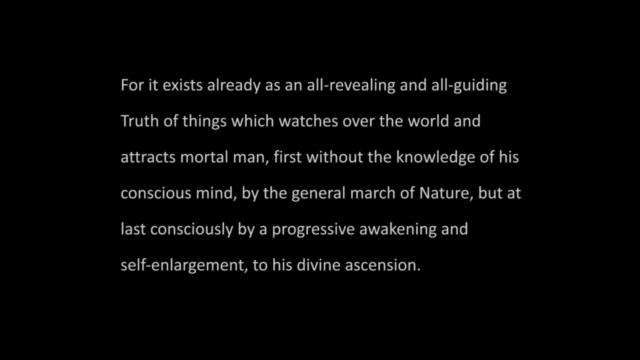 For it exists already as an all-revealing and all-guiding
Truth of things which watches over the world and
attracts mortal man, first without the knowledge of his
conscious mind, by the general march of Nature, but at
last consciously by a progressive awakening and
self-enlargement, to his divine ascension.